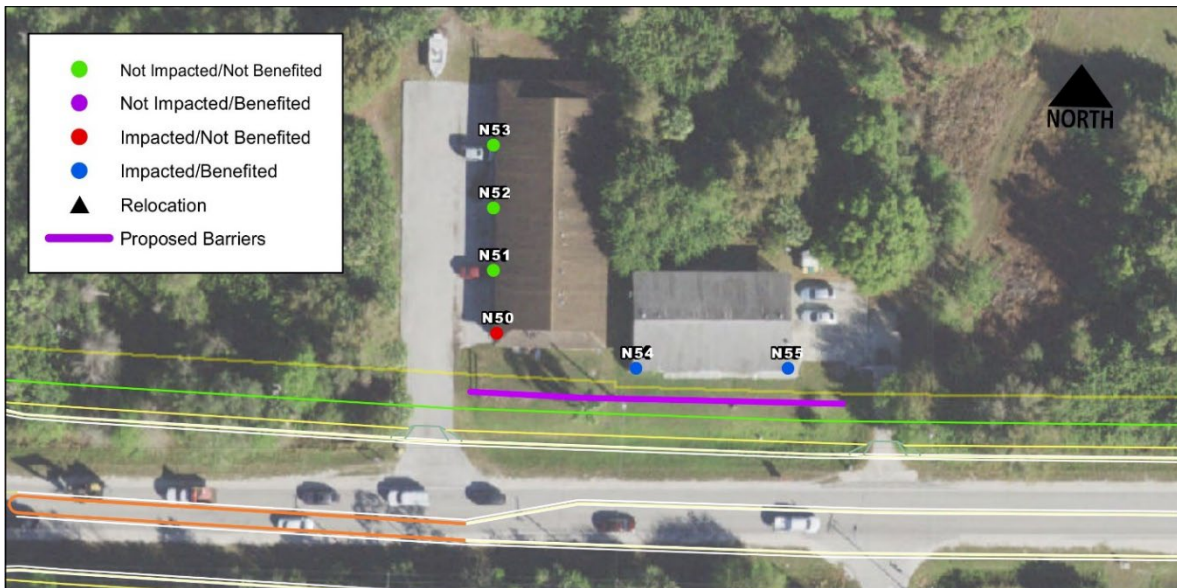 Not Impacted/Not Benefited
Not Impacted/Benefited
Impacted/Not Benefited
Impacted/Benefited
Relocation
Proposed Barriers
NORTH
N53
N52
N51
N50
N54
N55